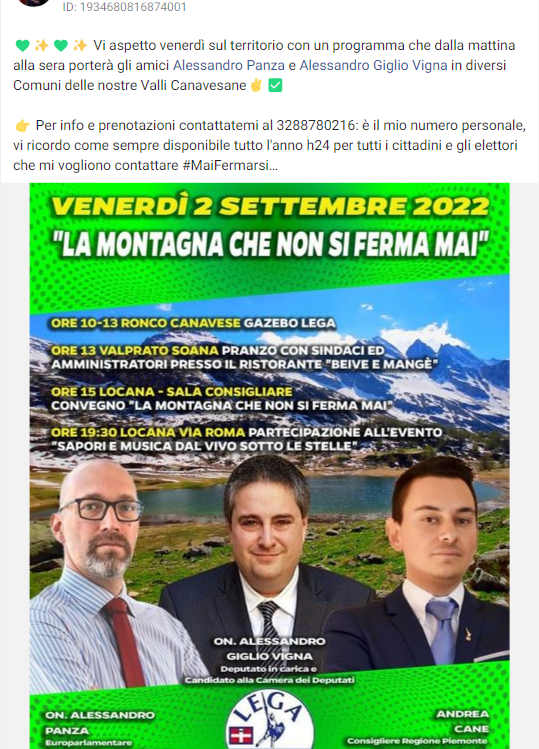 ID: 1934680816874001
💚✨💚✨ Vi aspetto venerdì sul territorio con un programma che dalla mattina
alla sera porterà gli amici Alessandro Panza e Alessandro Giglio Vigna in diversi
Comuni delle nostre Valli Canavesane✌️✅
👉 Per info e prenotazioni contattatemi al 3288780216: è il mio numero personale,
vi ricordo come sempre disponibile tutto l'anno h24 per tutti i cittadini e gli elettori
che mi vogliono contattare #MaiFermarsi...
VENERDÌ 2 SETTEMBRE 2022
"LA MONTAGNA CHE NON SI FERMA MAI"
ORE 10-13 RONCO CANAVESE GAZEBO LEGA
ORE 13 VALPRATO SOANA PRANZO CON SINDACI ED
AMMINISTRATORI PRESSO IL RISTORANTE "BEIVE E MANGÈ"
ORE 15 LOCANA - SALA CONSIGLIARE
CONVEGNO "LA MONTAGNA CHE NON SI FERMA MAI"
ORE 19:30 LOCANA VIA ROMA PARTECIPAZIONE ALL'EVENTO
"SAPORI E MUSICA DAL VIVO SOTTO LE STELLE"
ON. ALESSANDRO
GIGLIO VIGNA
Deputato in carica e
Candidato alla Camera dei Deputati
LEGA
ON. ALESSANDRO
PANZA
Europarlamentare
ANDREA
CANE
Consigliere Regione Piemonte